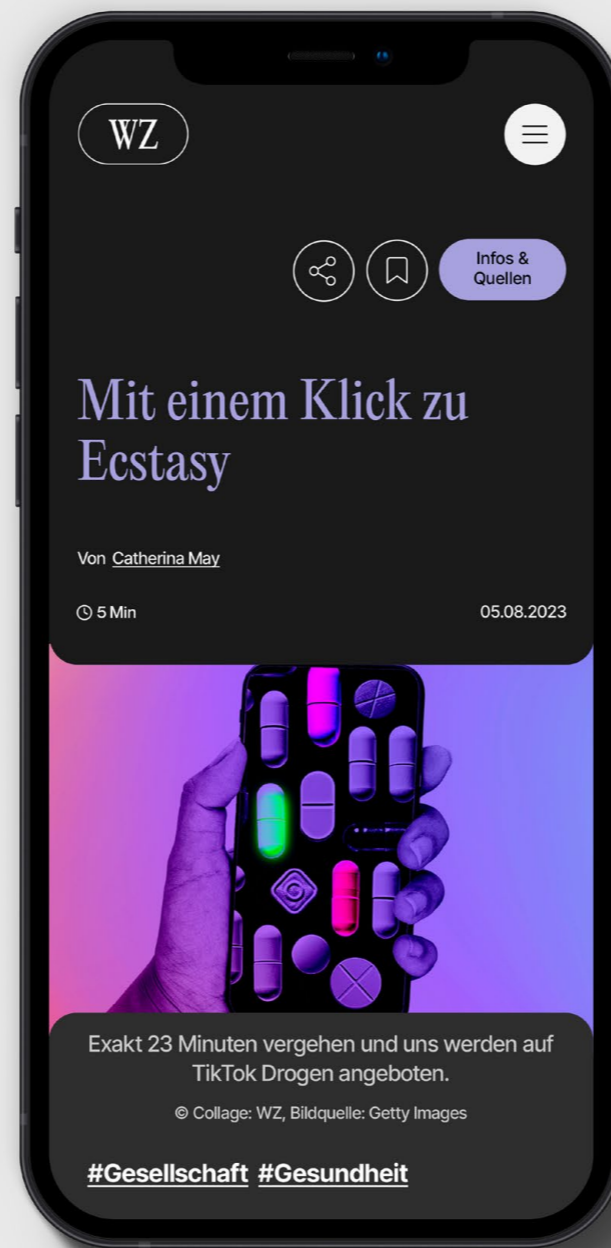 WZ
Infos &
Quellen
Mit einem Klick zu
Ecstasy
Von Catherina May
5 Min
05.08.2023
Exakt 23 Minuten vergehen und uns werden auf
TikTok Drogen angeboten.
© Collage: WZ, Bildquelle: Getty Images
#Gesellschaft #Gesundheit